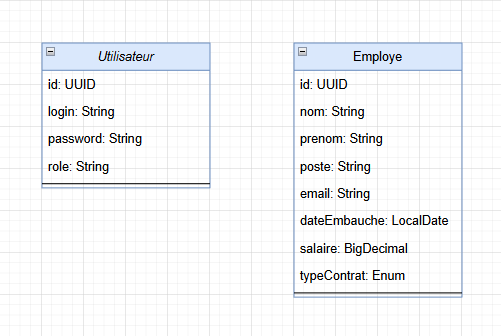 Utilisateur
id: UUID
login: String
password: String
role: String
Employe
id: UUID
nom: String
prenom: String
poste: String
email: String
dateEmbauche: LocalDate
salaire: BigDecimal
typeContrat: Enum